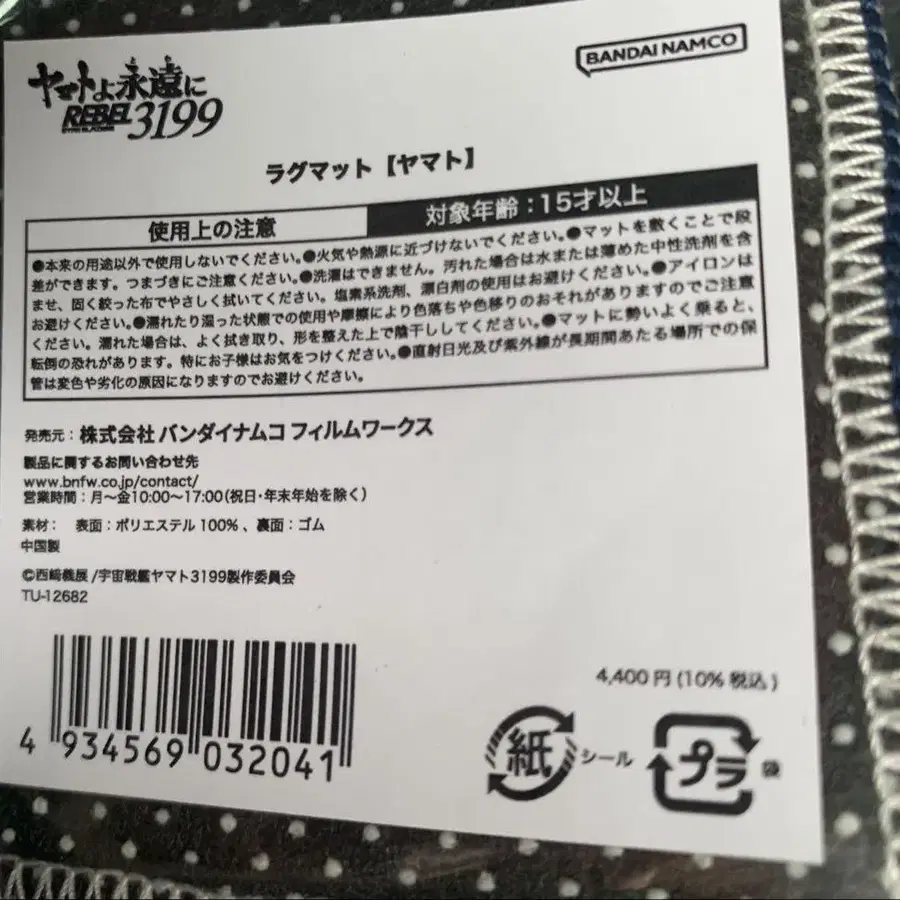 ヤマトよ永遠に
REBEL3199
BANDAI NAMCO
ラグマット【ヤマト】
使用上の注意
対象年齢：15才以上
●本来の用途以外で使用しないでください。●火気や熱源に近づけないでください。●マットを敷くことで段
差ができます。つまづきにご注意ください。●洗濯はできません。汚れた場合は水または薄めた中性洗剤を含
ませ、固く絞った布でやさしく拭いてください。塩素系洗剤、漂白剤の使用はお避けください。●アイロンは
お避けください。●濡れたり湿った状態での使用や摩擦により色落ちや色移りのおそれがありますのでご注意
ください。濡れた場合は、よく拭き取り、形を整えた上で陰干ししてください。●マットに勢いよく乗ると、
転倒の恐れがあります。特にお子様はお気をつけください。●直射日光及び紫外線が長期間あたる場所での保
管は変色や劣化の原因になりますのでお避けください。
発売元：株式会社 バンダイナムコ フィルムワークス
製品に関するお問い合わせ先
www.bnfw.co.jp/contact/
営業時間：月～金10:00～17:00(祝日・年末年始を除く)
素材： 表面：ポリエステル 100% 、裏面：ゴム
中国製
©西﨑義展/宇宙戦艦ヤマト3199製作委員会
TU-12682
4,400円(10% 税込)
4 934569 032041
紙 シール
プラ 袋